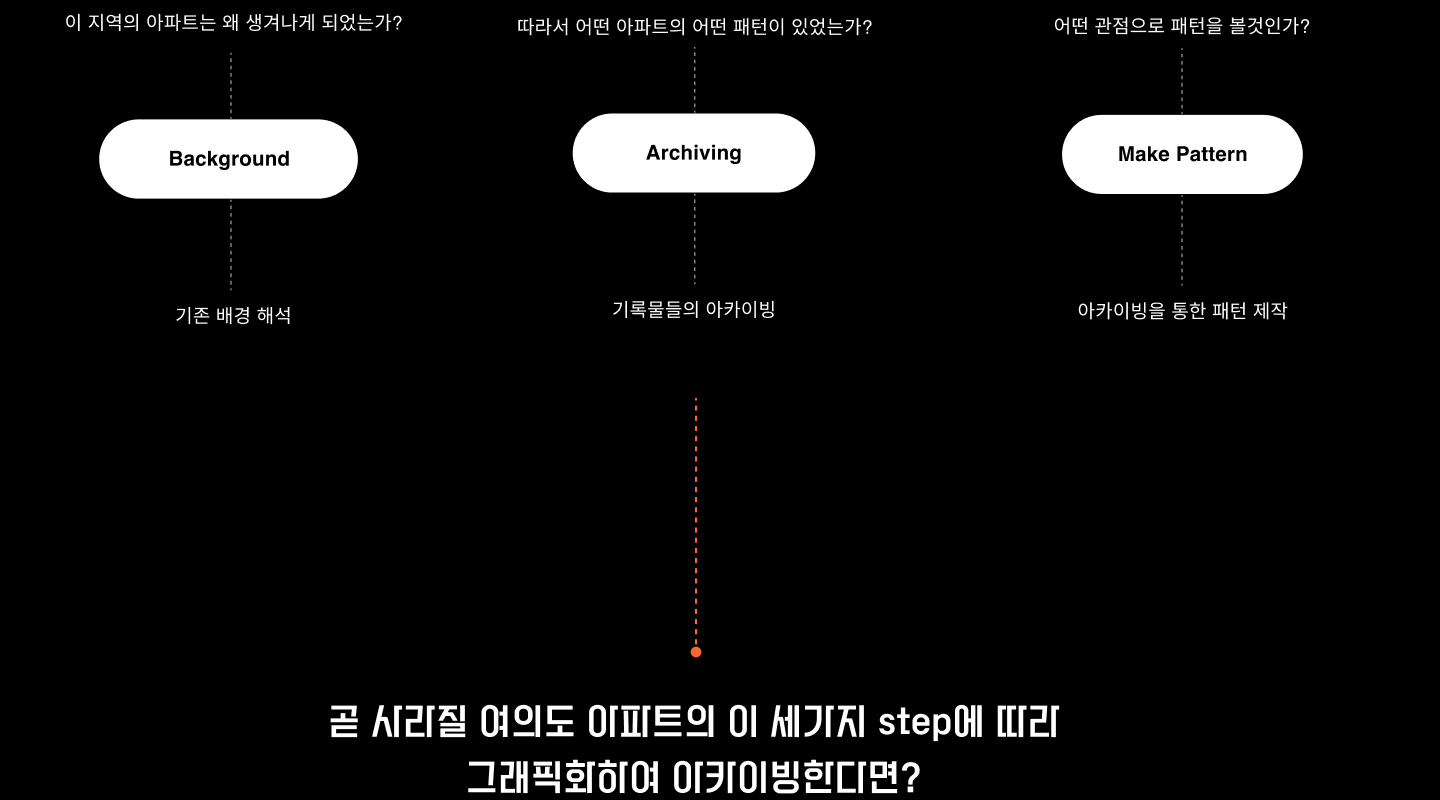 이 지역의 아파트는 왜 생겨나게 되었는가?
Background
기존 배경 해석
따라서 어떤 아파트의 어떤 패턴이 있었는가?
Archiving
기록물들의 아카이빙
어떤 관점으로 패턴을 볼것인가?
Make Pattern
아카이빙을 통한 패턴 제작
곧 사라질 여의도 아파트의 이 세가지 step에 따라
그래픽화하여 아카이빙한다면?